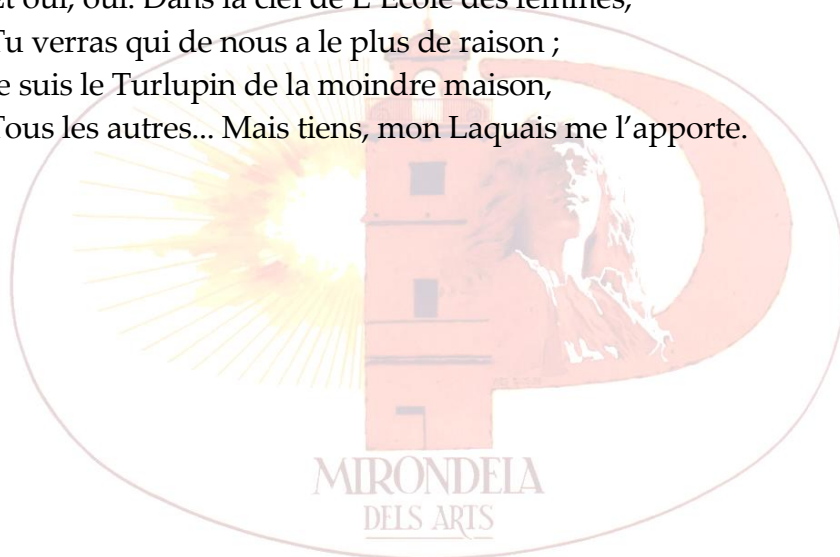 Et oui, oui. Dans la clef de L'École des femmes,
Tu verras qui de nous a le plus de raison ;
Je suis le Turlupin de la moindre maison,
Tous les autres... Mais tiens, mon Laquais me l'apporte.
MIRONDELA
DELS ARTS